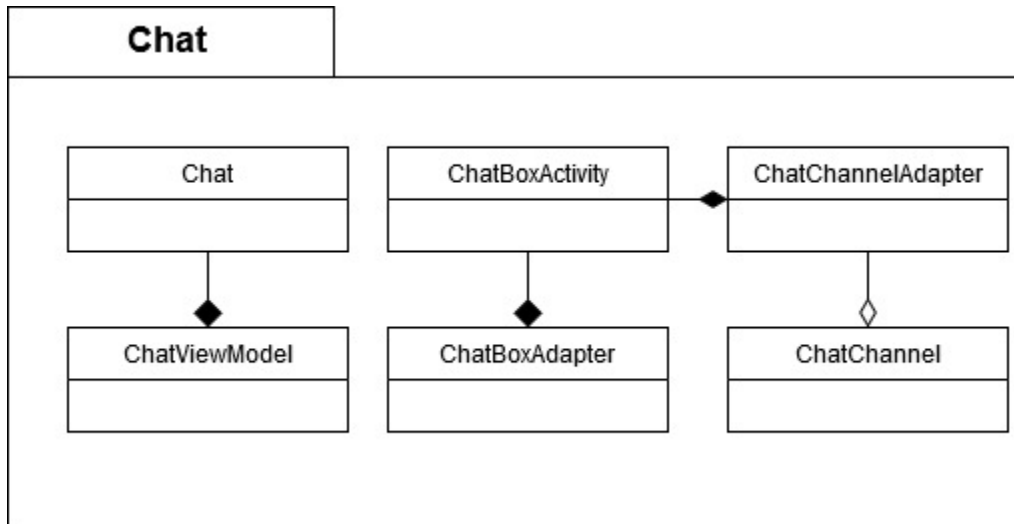 Chat
Chat
ChatBoxActivity
ChatChannelAdapter
ChatViewModel
ChatBoxAdapter
ChatChannel